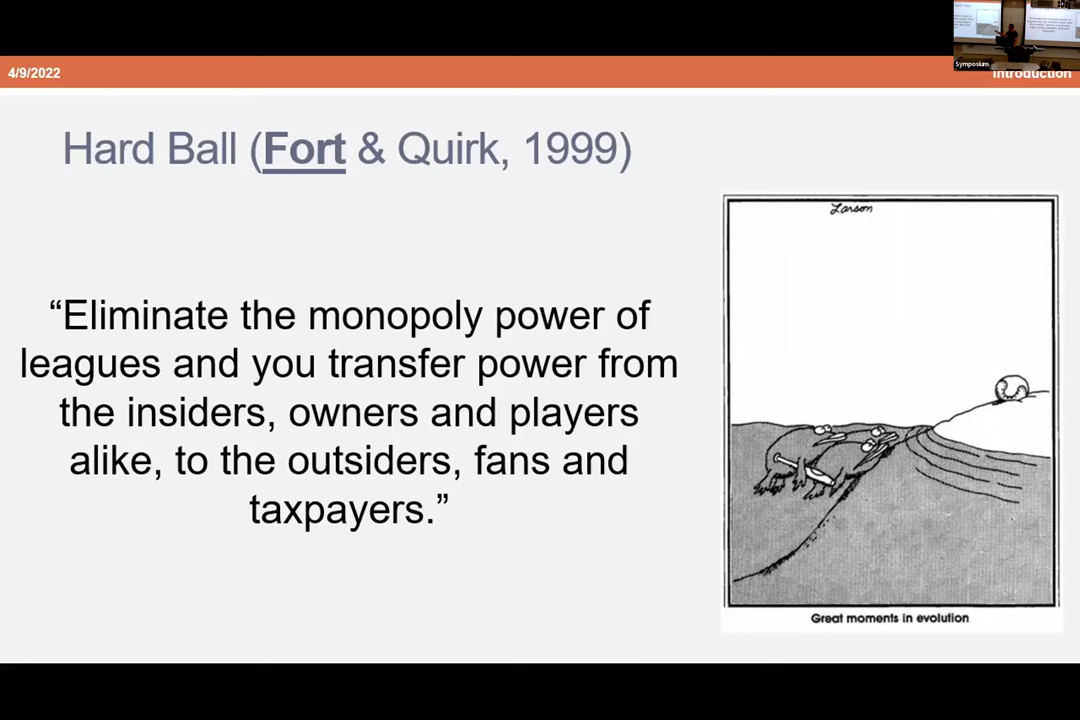 4/9/2022
Introduction
Symposium
Hard Ball (Fort & Quirk, 1999)
“Eliminate the monopoly power of
leagues and you transfer power from
the insiders, owners and players
alike, to the outsiders, fans and
taxpayers.”
Larson
Great moments in evolution